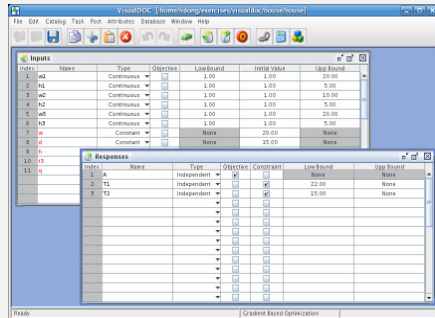 VisualDOC [/home/hdong/exercises/visualdoc/house/house]
File Edit Catalog Task Post Attributes Database Window Help
Inputs
Index Name Type Objective Low Bound Initial Value Upp Bound
1 w1 Continuous 1.00 1.00 20.00
2 h1 Continuous 1.00 1.00 5.00
3 w2 Continuous 1.00 1.00 10.00
4 h2 Continuous 1.00 1.00 5.00
5 w3 Continuous 1.00 1.00 20.00
6 h3 Continuous 1.00 1.00 5.00
7 w Constant None 20.00 None
8 d Constant None 15.00 None
9 h
10 t3
11 q
Responses
Index Name Type Objective Constraint Low Bound Upp Bound
1 A Independent None None
2 T1 Independent 22.00 None
3 T2 Independent 15.00 None
Ready Gradient Based Optimization